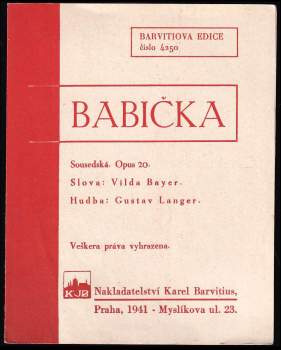 BARVITIOVA EDICE
číslo 4250
BABIČKA
Sousedská. Opus 20.
Slova: Vilda Bayer.
Hudba: Gustav Langer.
Veškera práva vyhrazena.
KJB
Nakladatelství Karel Barvitius,
Praha, 1941 - Myslíkova ul. 23.